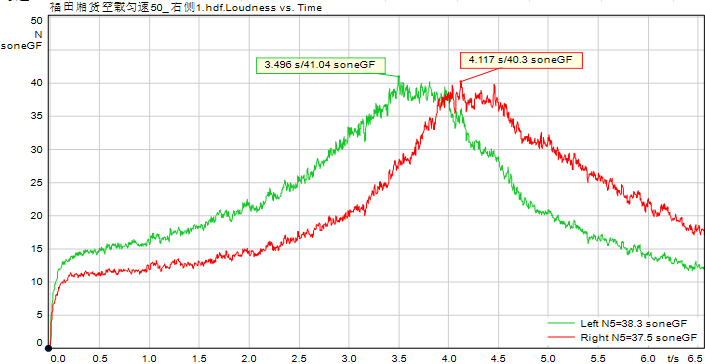 福田厢货空载匀速50_右侧1.hdf.Loudness vs. Time
50
N
soneGF
40
35
30
25
20
15
10
5
0
3.496 s/41.04 soneGF
4.117 s/40.3 soneGF
Left N5=38.3 soneGF
Right N5=37.5 soneGF
0.0 0.5 1.0 1.5 2.0 2.5 3.0 3.5 4.0 4.5 5.0 5.5 6.0 t/s 6.5